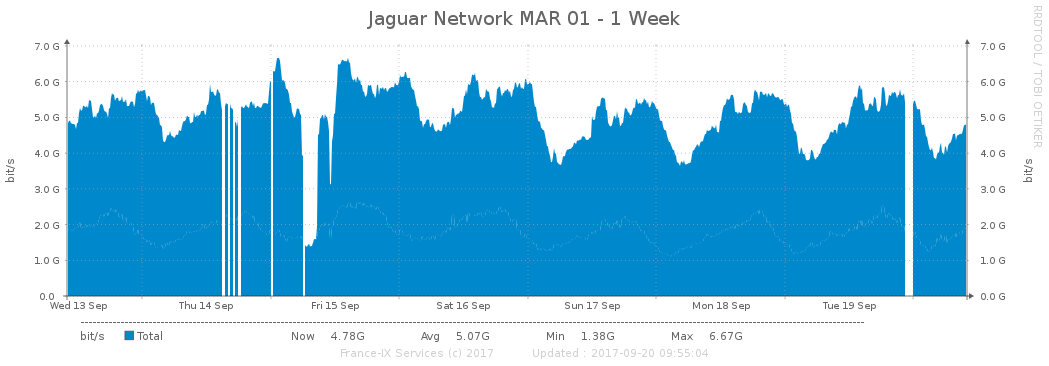 Jaguar Network MAR 01 - 1 Week
RRDTOOL / TOBI OETIKER
7.0 G 7.0 G
6.0 G 6.0 G
5.0 G 5.0 G
4.0 G 4.0 G
3.0 G 3.0 G
2.0 G 2.0 G
1.0 G 1.0 G
0.0 0.0 G
bit/s bit/s
Wed 13 Sep Thu 14 Sep Fri 15 Sep Sat 16 Sep Sun 17 Sep Mon 18 Sep Tue 19 Sep
bit/s Total Now 4.78G Avg 5.07G Min 1.38G Max 6.67G
France-IX Services (c) 2017 Updated : 2017-09-20 09:55:04